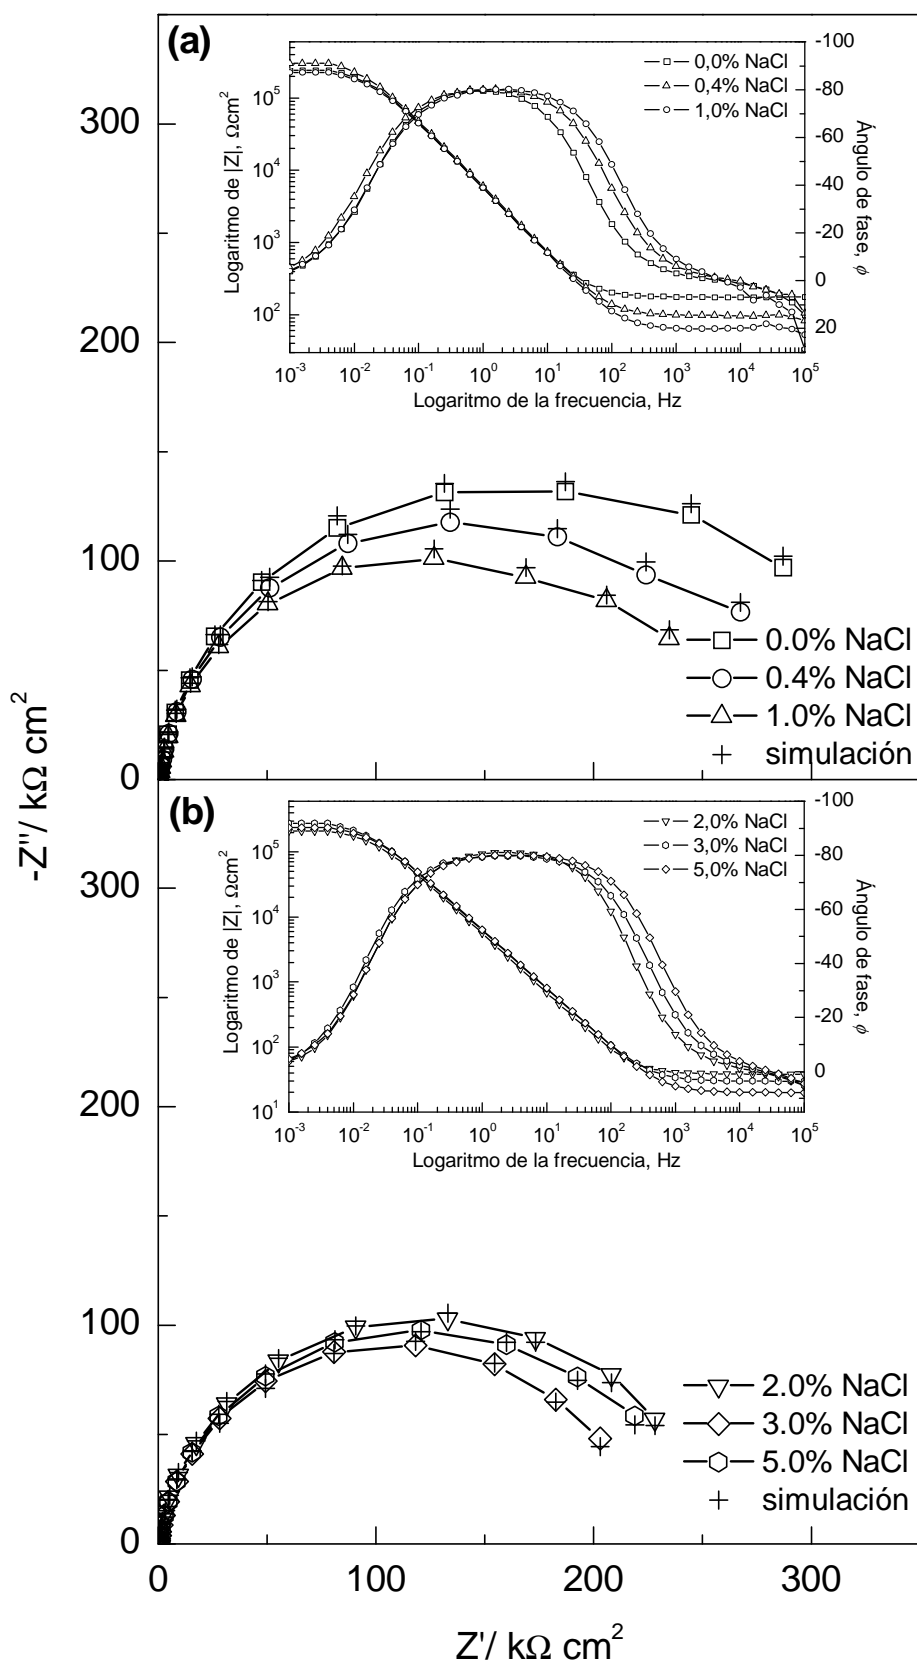 (a)
0,0% NaCl
0,4% NaCl
1,0% NaCl
Logaritmo de |Z|, Ωcm²
10⁵
10⁴
10³
10²
-100
-80
-60
-40
-20
0
20
Ángulo de fase, ϕ
10⁻³ 10⁻² 10⁻¹ 10⁰ 10¹ 10² 10³ 10⁴ 10⁵
Logaritmo de la frecuencia, Hz
300
200
100
0
0.0% NaCl
0.4% NaCl
1.0% NaCl
simulación
-Z''/ kΩ cm²
(b)
2,0% NaCl
3,0% NaCl
5,0% NaCl
Logaritmo de |Z|, Ωcm²
10⁵
10⁴
10³
10²
10¹
-100
-80
-60
-40
-20
0
Ángulo de fase, ϕ
10⁻³ 10⁻² 10⁻¹ 10⁰ 10¹ 10² 10³ 10⁴ 10⁵
Logaritmo de la frecuencia, Hz
300
200
100
0
2.0% NaCl
3.0% NaCl
5.0% NaCl
simulación
0 100 200 300
Z'/ kΩ cm²